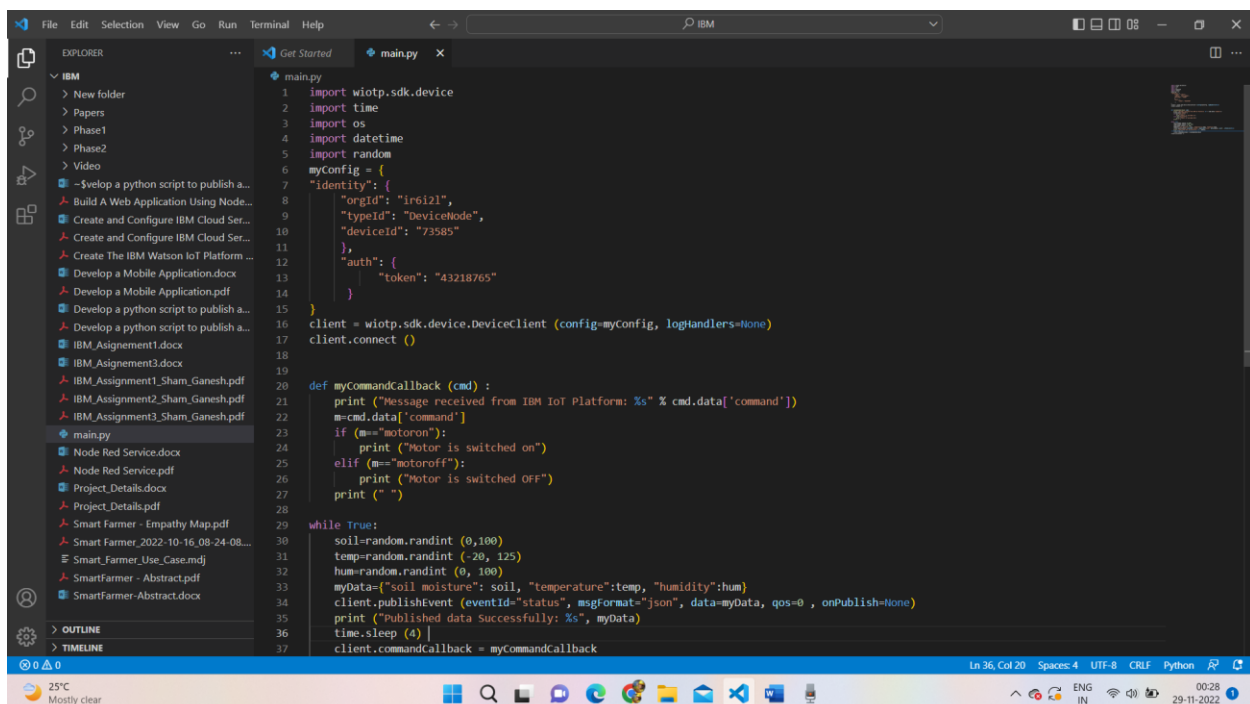 File Edit Selection View Go Run Terminal Help
IBM
EXPLORER
Get Started
main.py
IBM
New folder
Papers
Phase1
Phase2
Video
~$velop a python script to publish a...
Build A Web Application Using Node...
Create and Configure IBM Cloud Ser...
Create and Configure IBM Cloud Ser...
Create The IBM Watson IoT Platform ...
Develop a Mobile Application.docx
Develop a Mobile Application.pdf
Develop a python script to publish a...
Develop a python script to publish a...
IBM_Asignement1.docx
IBM_Asignement3.docx
IBM_Assignment1_Sham_Ganesh.pdf
IBM_Assignment2_Sham_Ganesh.pdf
IBM_Assignment3_Sham_Ganesh.pdf
main.py
Node Red Service.docx
Node Red Service.pdf
Project_Details.docx
Project_Details.pdf
Smart Farmer - Empathy Map.pdf
Smart Farmer_2022-10-16_08-24-08....
Smart_Farmer_Use_Case.mdj
SmartFarmer - Abstract.pdf
SmartFarmer-Abstract.docx
OUTLINE
TIMELINE
main.py
1 import wiotp.sdk.device
2 import time
3 import os
4 import datetime
5 import random
6 myConfig = {
7 "identity": {
8 "orgId": "ir6i2l",
9 "typeId": "DeviceNode",
10 "deviceId": "73585"
11 },
12 "auth": {
13 "token": "43218765"
14 }
15 }
16 client = wiotp.sdk.device.DeviceClient (config=myConfig, logHandlers=None)
17 client.connect ()
18
19
20 def myCommandCallback (cmd) :
21 print ("Message received from IBM IoT Platform: %s" % cmd.data['command'])
22 m=cmd.data['command']
23 if (m=="motoron"):
24 print ("Motor is switched on")
25 elif (m=="motoroff"):
26 print ("Motor is switched OFF")
27 print (" ")
28
29 while True:
30 soil=random.randint (0,100)
31 temp=random.randint (-20, 125)
32 hum=random.randint (0, 100)
33 myData={"soil moisture": soil, "temperature":temp, "humidity":hum}
34 client.publishEvent (eventId="status", msgFormat="json", data=myData, qos=0 , onPublish=None)
35 print ("Published data Successfully: %s", myData)
36 time.sleep (4)
37 client.commandCallback = myCommandCallback
0 0
Ln 36, Col 20 Spaces: 4 UTF-8 CRLF Python
25°C
Mostly clear
ENG
IN
00:28
29-11-2022
1